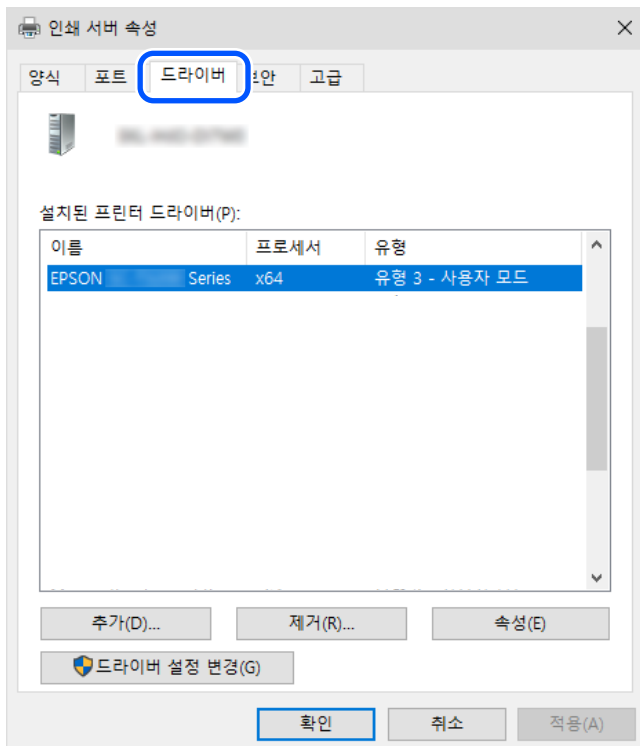 인쇄 서버 속성
양식 포트 드라이버 보안 고급
설치된 프린터 드라이버(P):
이름 프로세서 유형
EPSON Series x64 유형 3 - 사용자 모드
추가(D)... 제거(R)... 속성(E)
드라이버 설정 변경(G)
확인 취소 적용(A)